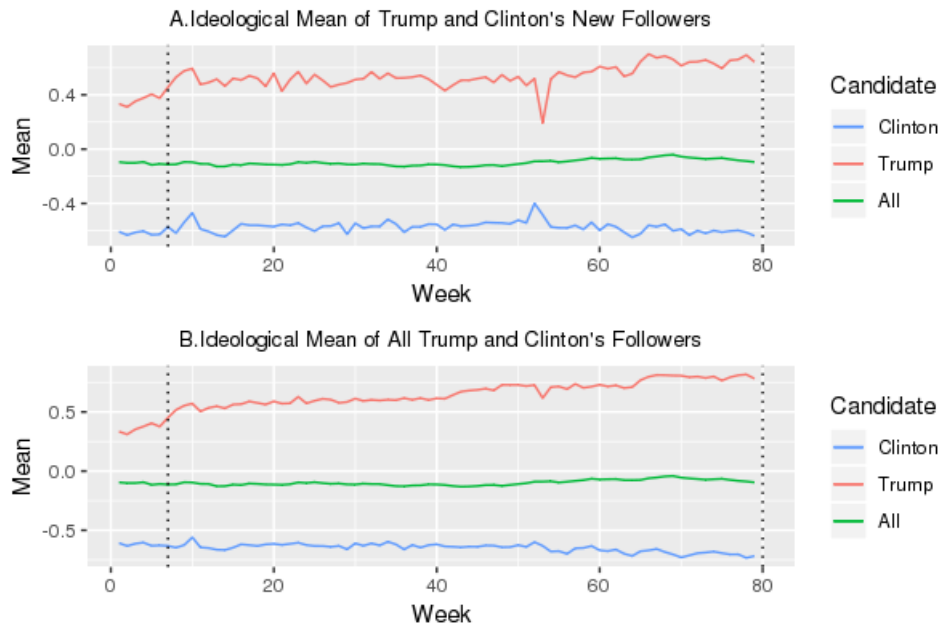 A.Ideological Mean of Trump and Clinton's New Followers
Mean
0.4
0.0
-0.4
0
20
40
60
80
Week
Candidate
Clinton
Trump
All
B.Ideological Mean of All Trump and Clinton's Followers
Mean
0.5
0.0
-0.5
0
20
40
60
80
Week
Candidate
Clinton
Trump
All